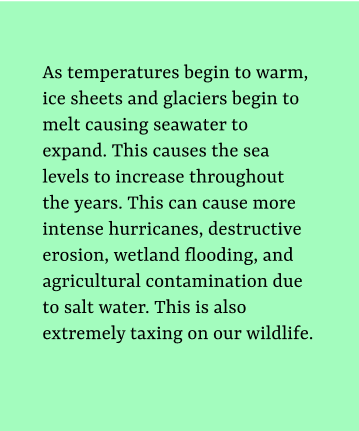 As temperatures begin to warm,
ice sheets and glaciers begin to
melt causing seawater to
expand. This causes the sea
levels to increase throughout
the years. This can cause more
intense hurricanes, destructive
erosion, wetland flooding, and
agricultural contamination due
to salt water. This is also
extremely taxing on our wildlife.